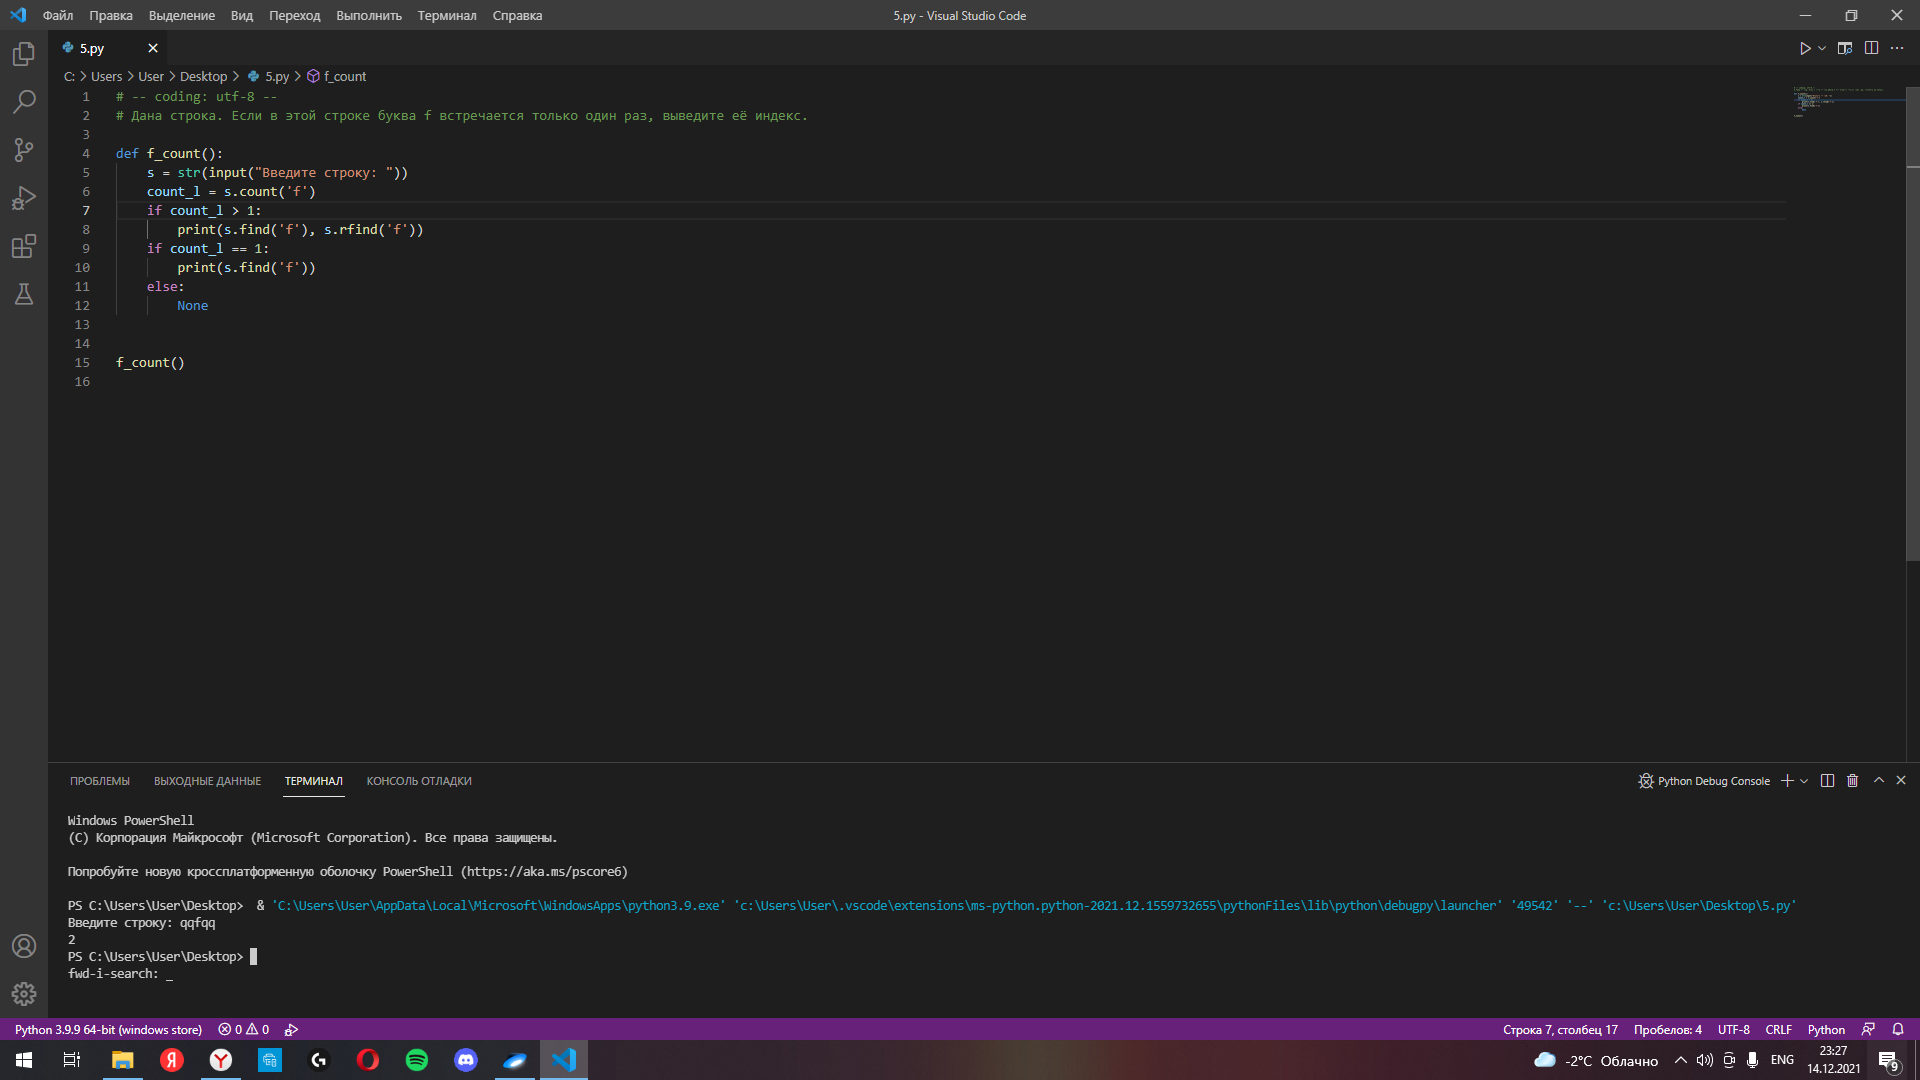 Файл Правка Выделение Вид Переход Выполнить Терминал Справка 5.py - Visual Studio Code
5.py
C: > Users > User > Desktop > 5.py > f_count
1 # -- coding: utf-8 --
2 # Дана строка. Если в этой строке буква f встречается только один раз, выведите её индекс.
3
4 def f_count():
5 s = str(input("Введите строку: "))
6 count_l = s.count('f')
7 if count_l > 1:
8 print(s.find('f'), s.rfind('f'))
9 if count_l == 1:
10 print(s.find('f'))
11 else:
12 None
13
14
15 f_count()
16
ПРОБЛЕМЫ ВЫХОДНЫЕ ДАННЫЕ ТЕРМИНАЛ КОНСОЛЬ ОТЛАДКИ Python Debug Console
Windows PowerShell
(C) Корпорация Майкрософт (Microsoft Corporation). Все права защищены.
Попробуйте новую кроссплатформенную оболочку PowerShell (https://aka.ms/pscore6)
PS C:\Users\User\Desktop> & 'C:\Users\User\AppData\Local\Microsoft\WindowsApps\python3.9.exe' 'c:\Users\User\.vscode\extensions\ms-python.python-2021.12.1559732655\pythonFiles\lib\python\debugpy\launcher' '49542' '--' 'c:\Users\User\Desktop\5.py'
Введите строку: qqfqq
2
PS C:\Users\User\Desktop>
fwd-i-search: _
Python 3.9.9 64-bit (windows store) 0 0 Строка 7, столбец 17 Пробелов: 4 UTF-8 CRLF Python
-2°C Облачно ENG 23:27
14.12.2021
9